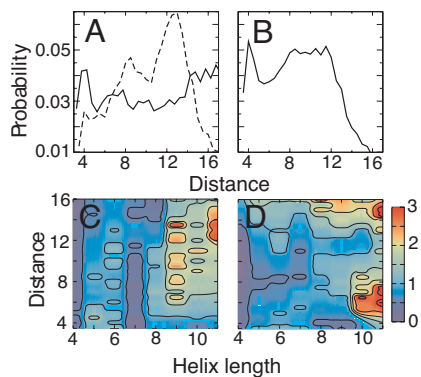 A
B
Probability
0.05
0.03
0.01
4 8 12 16
4 8 12 16
Distance
C
D
Distance
16
12
8
4
4 6 8 10
4 6 8 10
3
2
1
0
Helix length